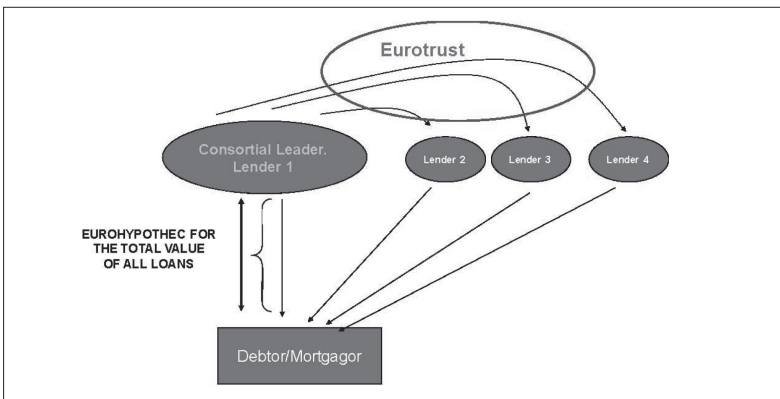 Eurotrust
Consortial Leader.
Lender 1
Lender 2
Lender 3
Lender 4
EUROHYPOTHEC FOR
THE TOTAL VALUE
OF ALL LOANS
Debtor/Mortgagor